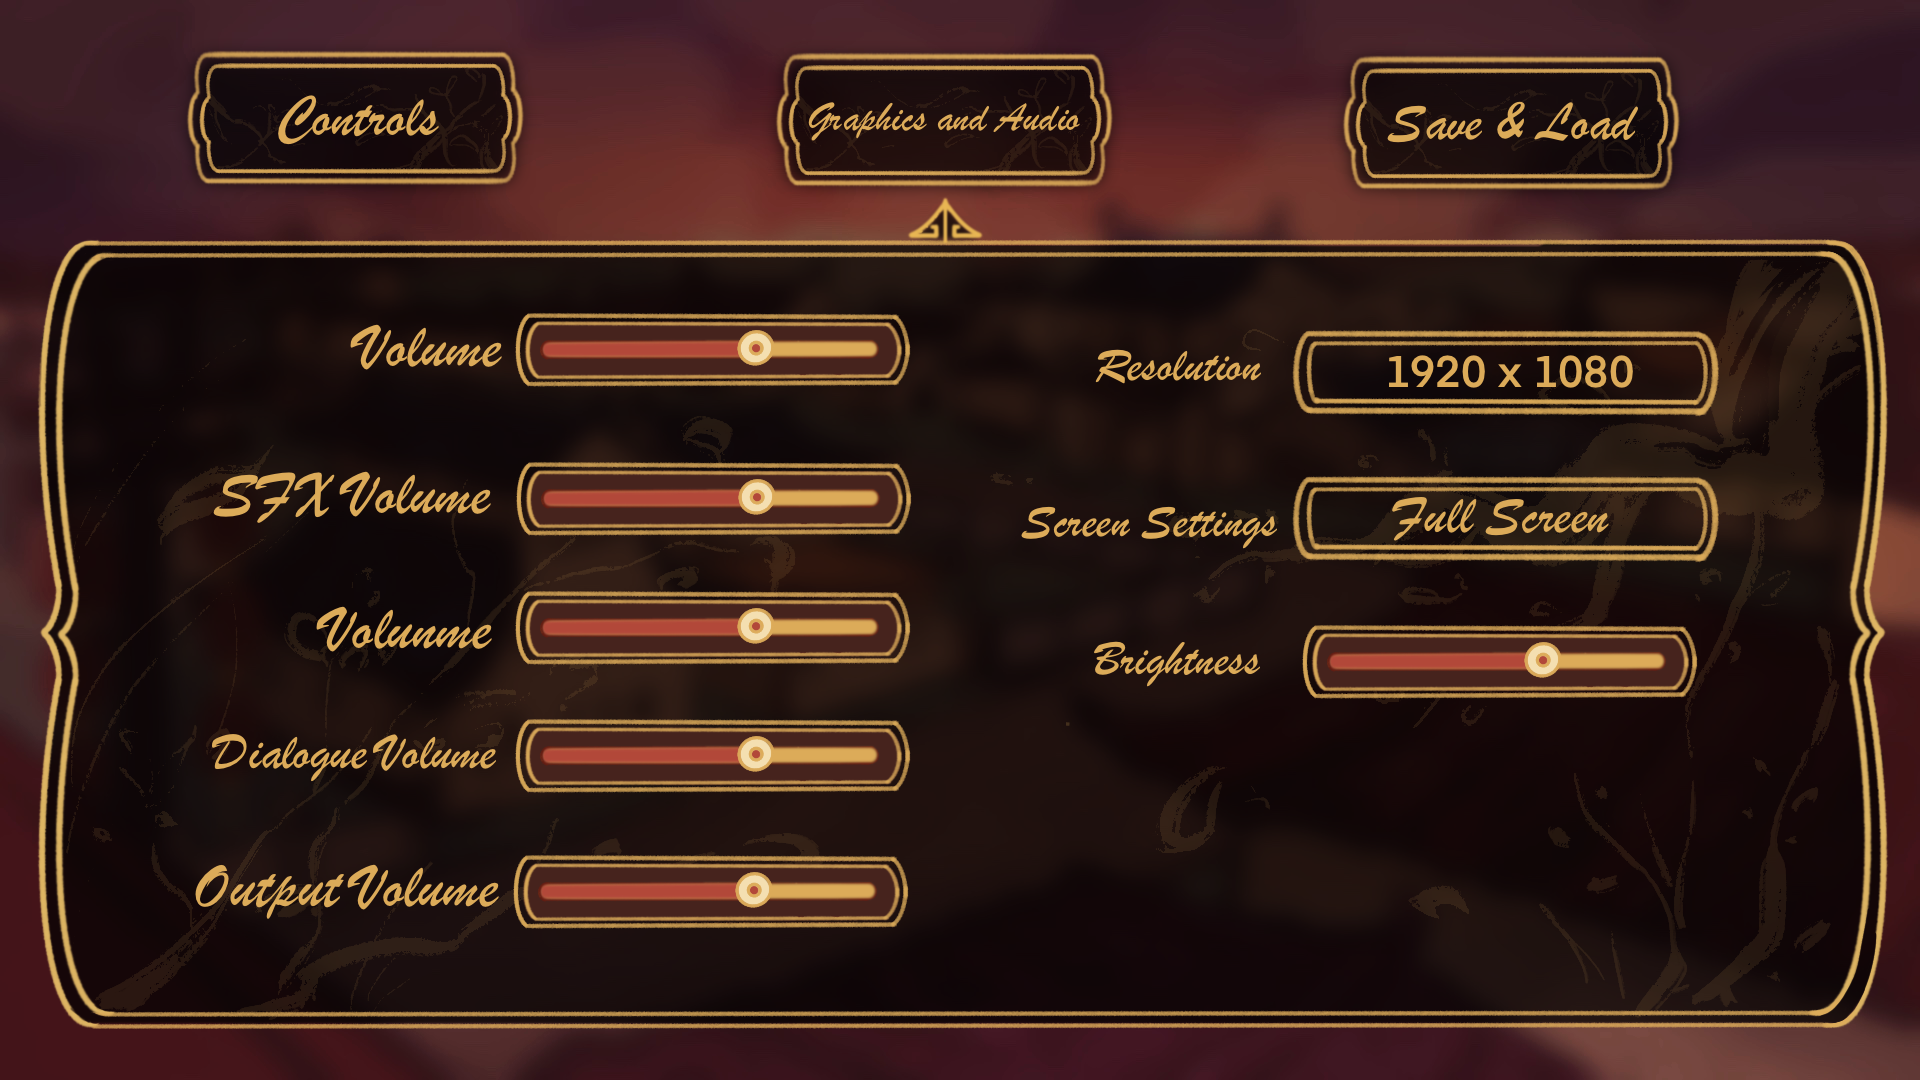 Controls
Graphics and Audio
Save & Load
Volume
SFX Volume
Volunme
Dialogue Volume
Output Volume
Resolution
1920 x 1080
Screen Settings
Full Screen
Brightness